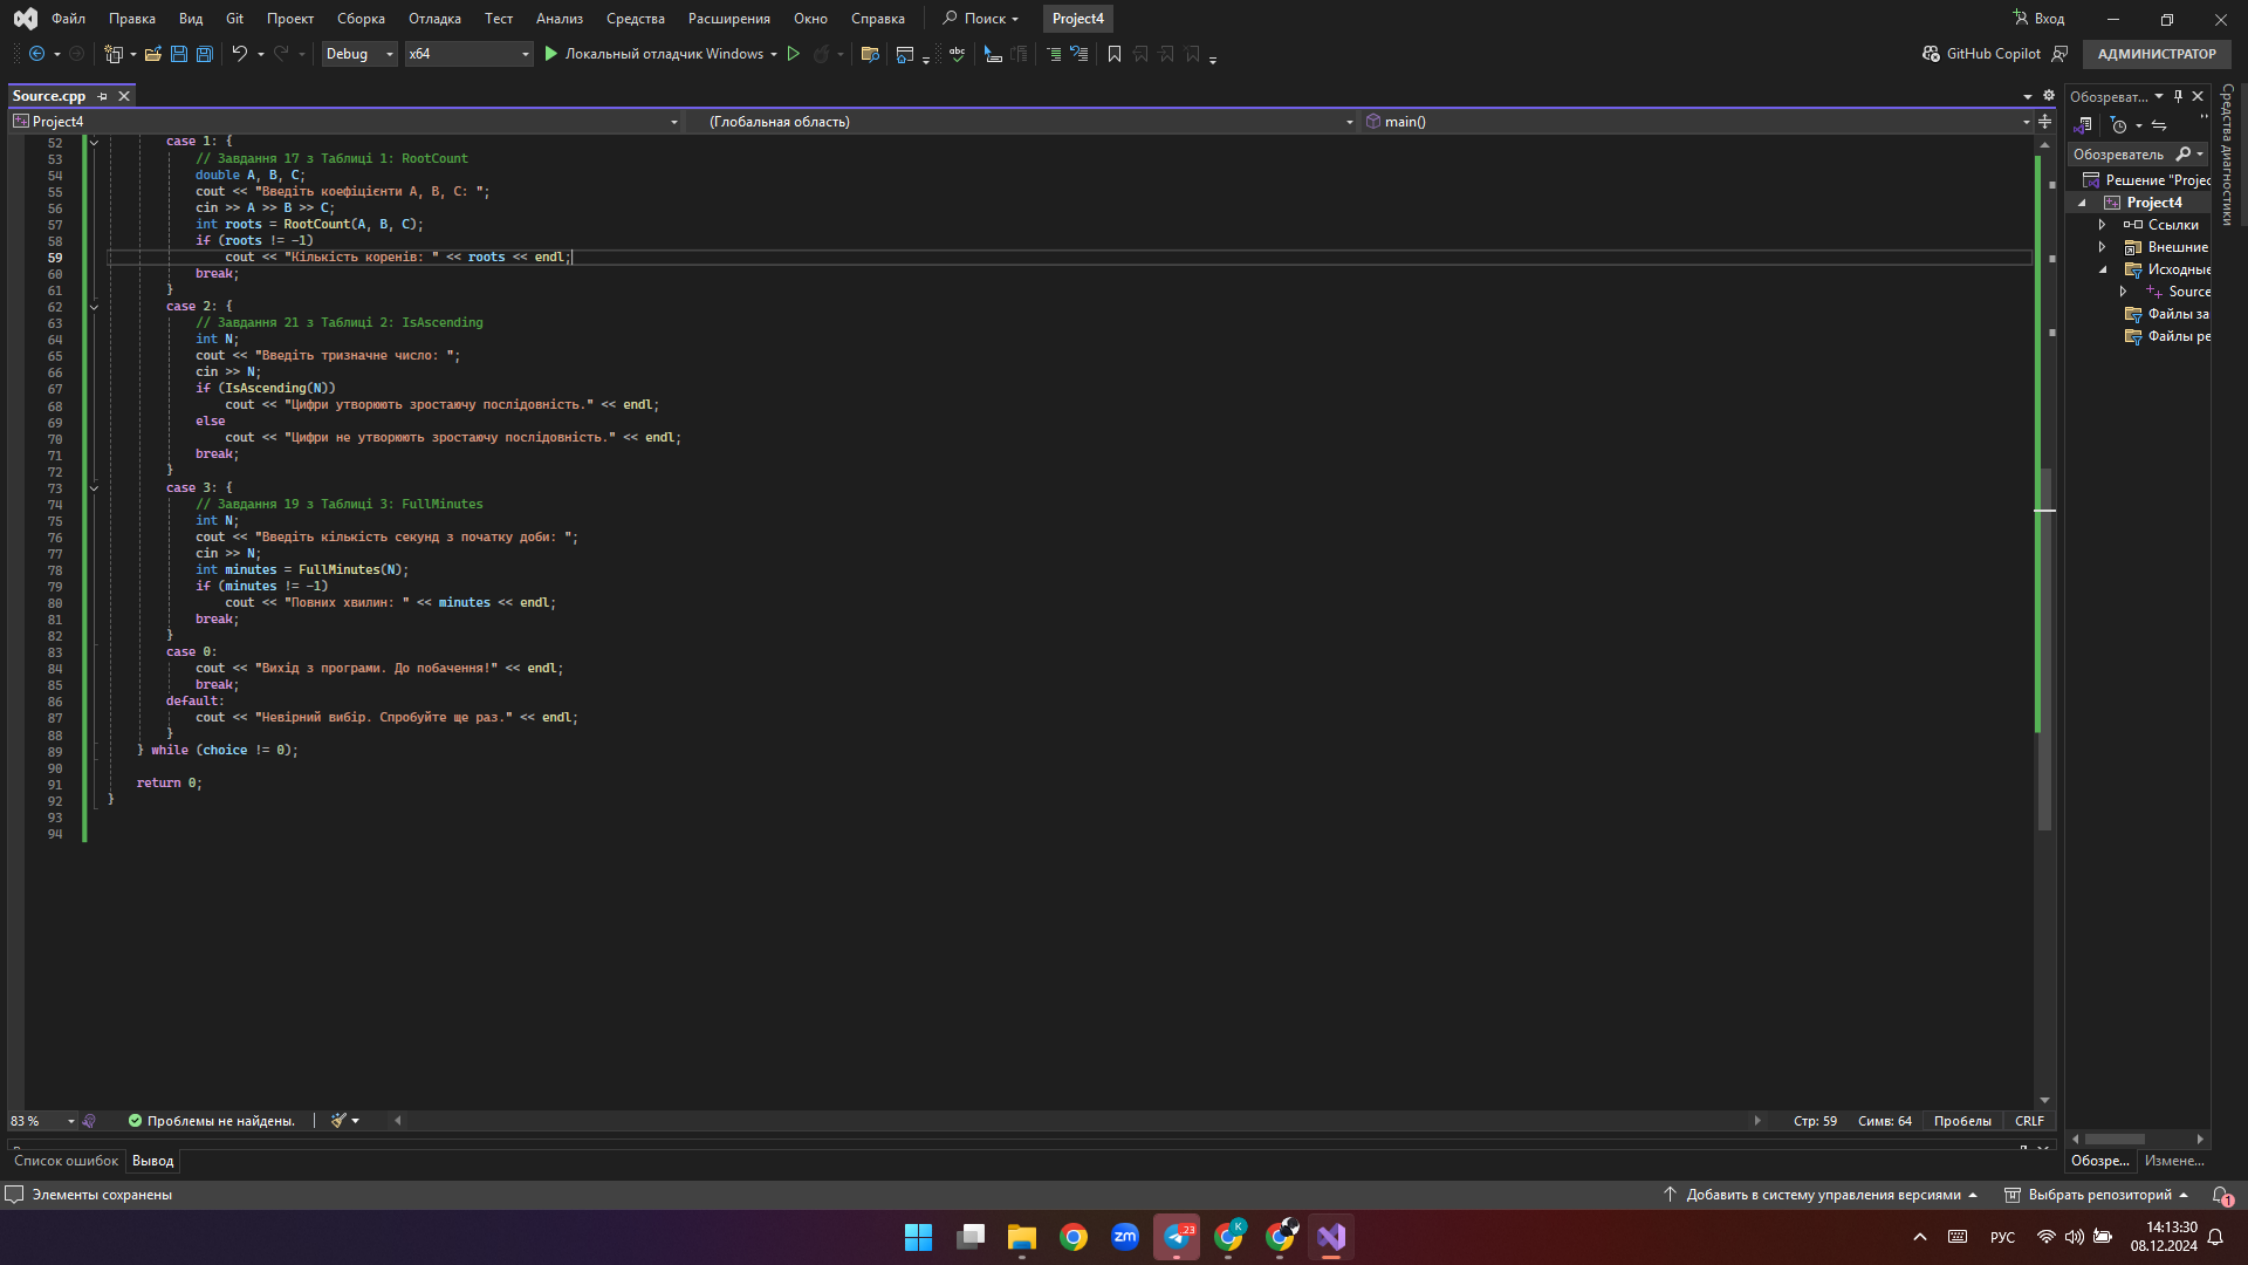 Файл Правка Вид Git Проект Сборка Отладка Тест Анализ Средства Расширения Окно Справка Поиск Project4 Вход
Debug x64 Локальный отладчик Windows GitHub Copilot АДМИНИСТРАТОР
Source.cpp
Project4 (Глобальная область) main()
52 case 1: {
53 // Завдання 17 з Таблиці 1: RootCount
54 double A, B, C;
55 cout << "Введіть коефіцієнти A, B, C: ";
56 cin >> A >> B >> C;
57 int roots = RootCount(A, B, C);
58 if (roots != -1)
59 cout << "Кількість коренів: " << roots << endl;
60 break;
61 }
62 case 2: {
63 // Завдання 21 з Таблиці 2: IsAscending
64 int N;
65 cout << "Введіть тризначне число: ";
66 cin >> N;
67 if (IsAscending(N))
68 cout << "Цифри утворюють зростаючу послідовність." << endl;
69 else
70 cout << "Цифри не утворюють зростаючу послідовність." << endl;
71 break;
72 }
73 case 3: {
74 // Завдання 19 з Таблиці 3: FullMinutes
75 int N;
76 cout << "Введіть кількість секунд з початку доби: ";
77 cin >> N;
78 int minutes = FullMinutes(N);
79 if (minutes != -1)
80 cout << "Повних хвилин: " << minutes << endl;
81 break;
82 }
83 case 0:
84 cout << "Вихід з програми. До побачення!" << endl;
85 break;
86 default:
87 cout << "Невірний вибір. Спробуйте ще раз." << endl;
88 }
89 } while (choice != 0);
90
91 return 0;
92 }
93
94
83 % Проблемы не найдены. Стр: 59 Симв: 64 Пробелы CRLF
Список ошибок Вывод
Элементы сохранены Добавить в систему управления версиями Выбрать репозиторий 1
Обозреват...
Обозреватель
Решение "Projec
Project4
Ссылки
Внешние
Исходные
Source
Файлы за
Файлы ре
Обозре... Измене...
Средства диагностики
zm 23 K РУС 14:13:30
08.12.2024